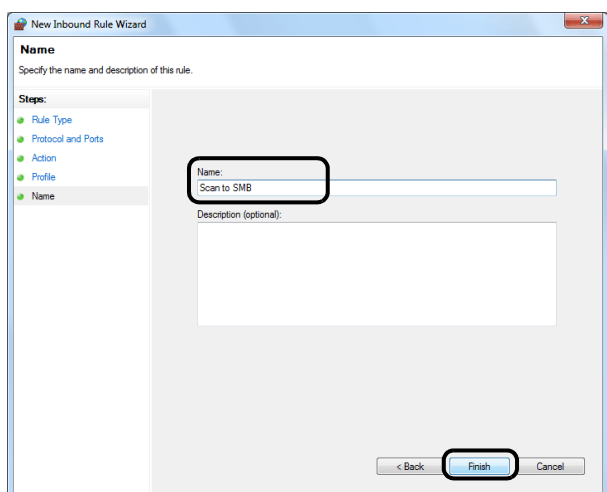 New Inbound Rule Wizard
Name
Specify the name and description of this rule.
Steps:
Rule Type
Protocol and Ports
Action
Profile
Name
Name:
Scan to SMB
Description (optional):
< Back Finish Cancel